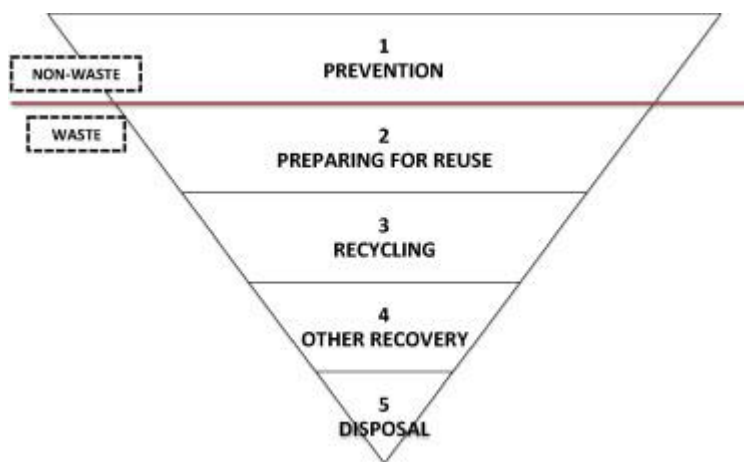 1
PREVENTION
NON-WASTE
WASTE
2
PREPARING FOR REUSE
3
RECYCLING
4
OTHER RECOVERY
5
DISPOSAL